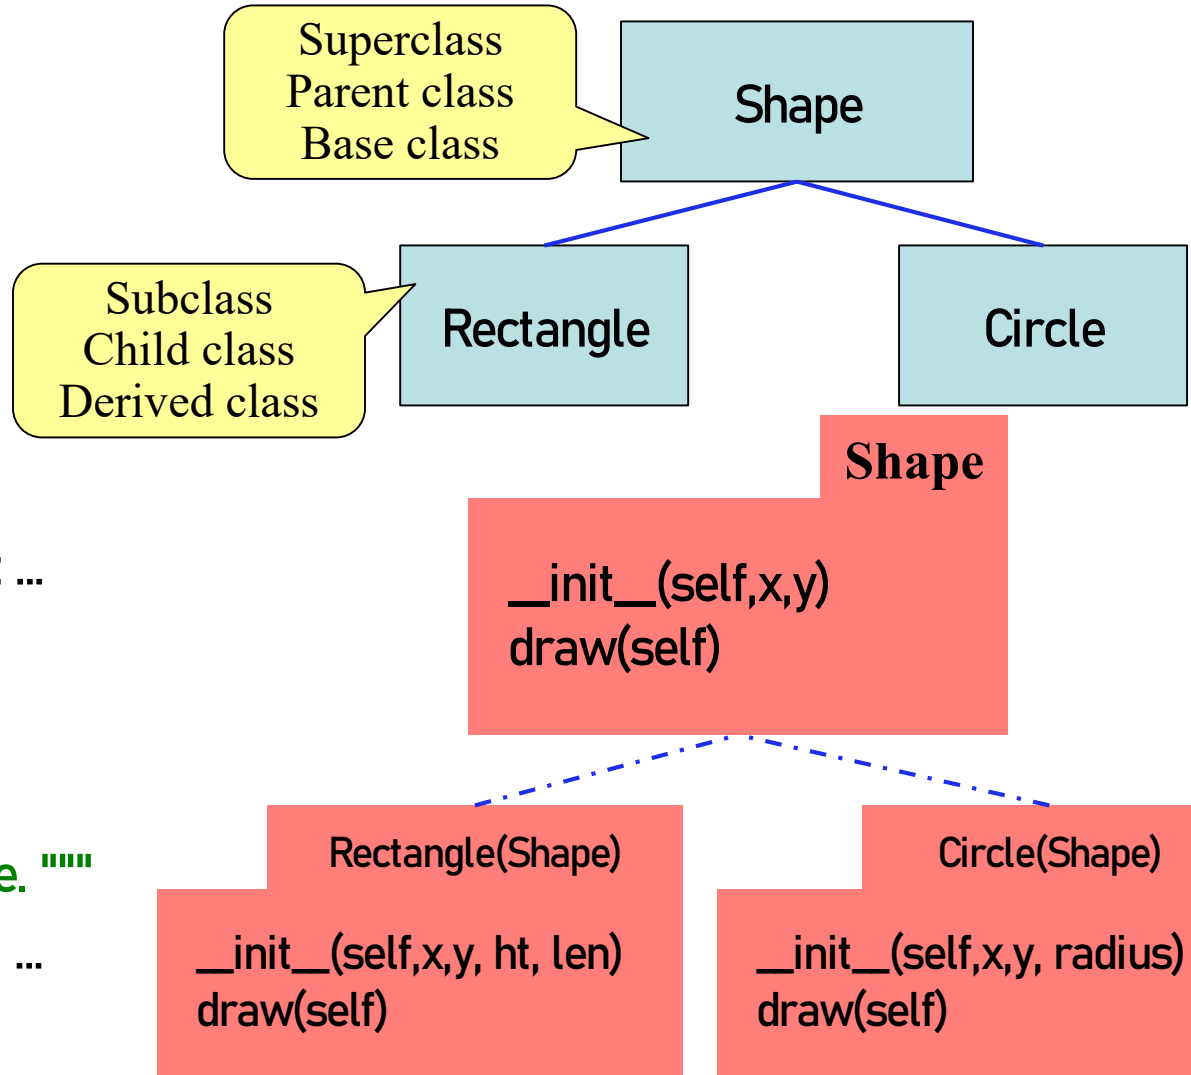 Superclass
Parent class
Base class
Shape
Subclass
Child class
Derived class
Rectangle
Circle
Shape
...
__init__(self,x,y)
draw(self)
Rectangle(Shape)
Circle(Shape)
e. """
...
__init__(self,x,y, ht, len)
draw(self)
__init__(self,x,y, radius)
draw(self)